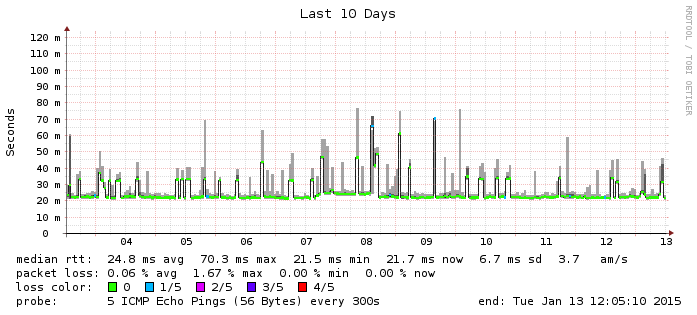 Last 10 Days
RRDTOOL / TOBI OETIKER
Seconds
120 m
110 m
100 m
90 m
80 m
70 m
60 m
50 m
40 m
30 m
20 m
10 m
0
04 05 06 07 08 09 10 11 12 13
median rtt: 24.8 ms avg 70.3 ms max 21.5 ms min 21.7 ms now 6.7 ms sd 3.7 am/s
packet loss: 0.06 % avg 1.67 % max 0.00 % min 0.00 % now
loss color: 0 1/5 2/5 3/5 4/5
probe: 5 ICMP Echo Pings (56 Bytes) every 300s end: Tue Jan 13 12:05:10 2015